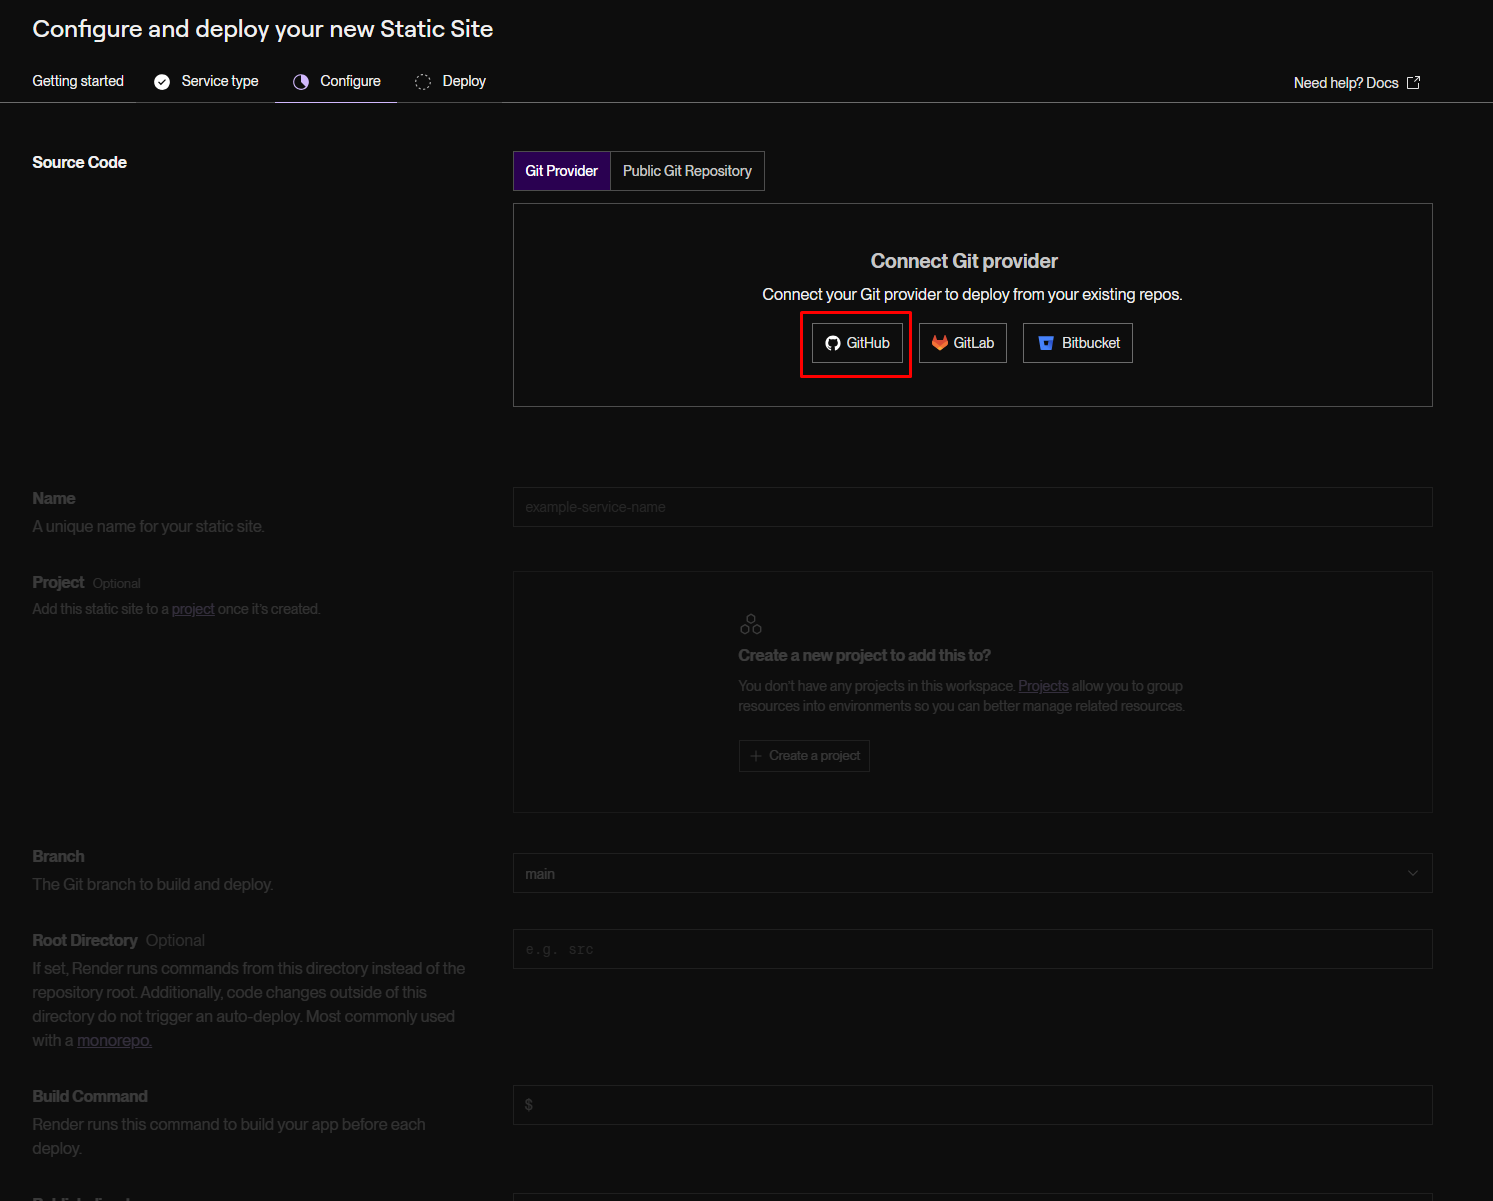 Configure and deploy your new Static Site
Getting started
Service type
Configure
Deploy
Need help? Docs
Source Code
Git Provider
Public Git Repository
Connect Git provider
Connect your Git provider to deploy from your existing repos.
GitHub
GitLab
Bitbucket
Name
A unique name for your static site.
example-service-name
Project Optional
Add this static site to a project once it's created.
Create a new project to add this to?
You don't have any projects in this workspace. Projects allow you to group
resources into environments so you can better manage related resources.
Create a project
Branch
The Git branch to build and deploy.
main
Root Directory Optional
If set, Render runs commands from this directory instead of the
repository root. Additionally, code changes outside of this
directory do not trigger an auto-deploy. Most commonly used
with a monorepo.
e.g. src
Build Command
Render runs this command to build your app before each
deploy.
$